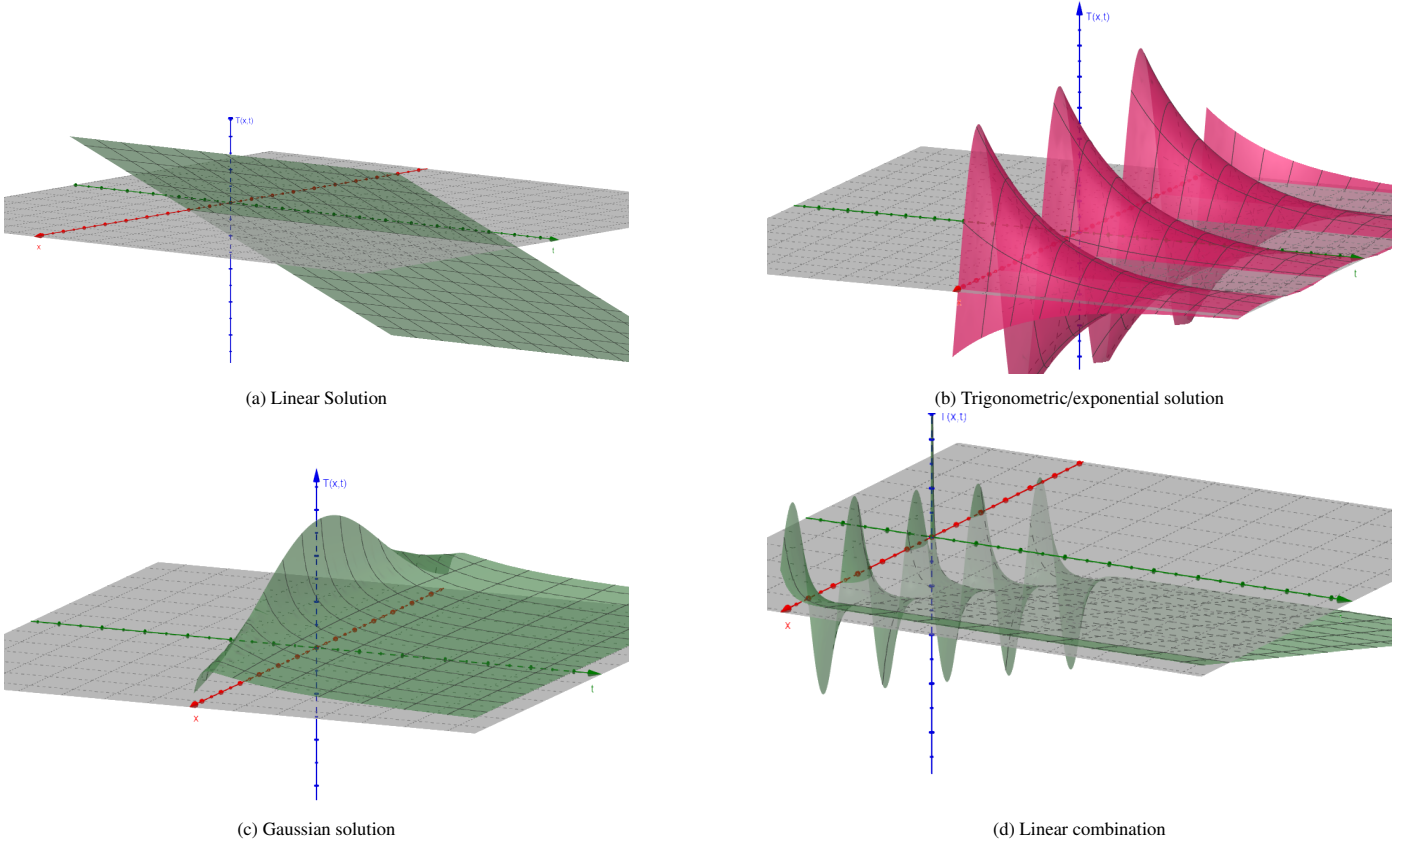 T(x,t)
x
t
(a) Linear Solution
T(x,t)
t
(b) Trigonometric/exponential solution
T(x,t)
x
t
(c) Gaussian solution
T(x,t)
x
t
(d) Linear combination